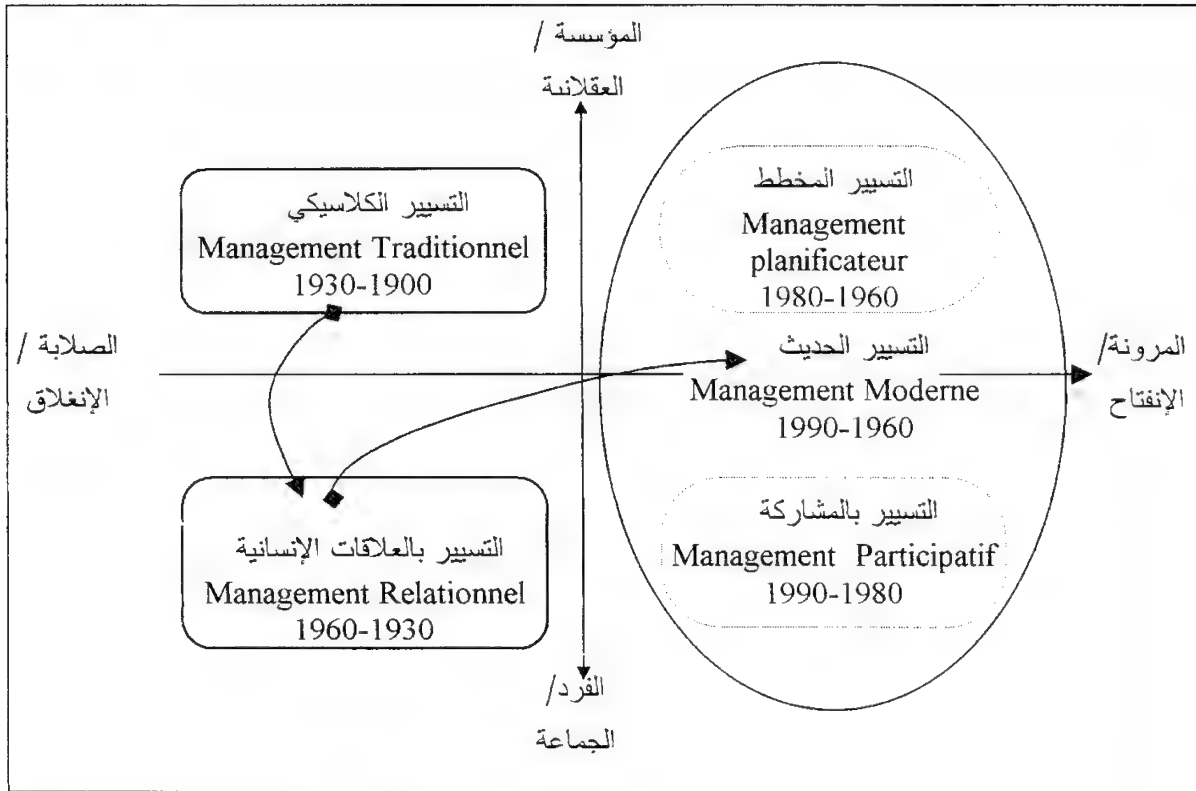 المؤسسة /
العقلانية
التسيير الكلاسيكي
Management Traditionnel
1930-1900
التسيير المخطط
Management
planificateur
1980-1960
الصلابة /
الإنغلاق
التسيير الحديث
Management Moderne
1990-1960
المرونة/
الإنفتاح
التسيير بالعلاقات الإنسانية
Management Relationnel
1960-1930
التسيير بالمشاركة
Management Participatif
1990-1980
الفرد/
الجماعة